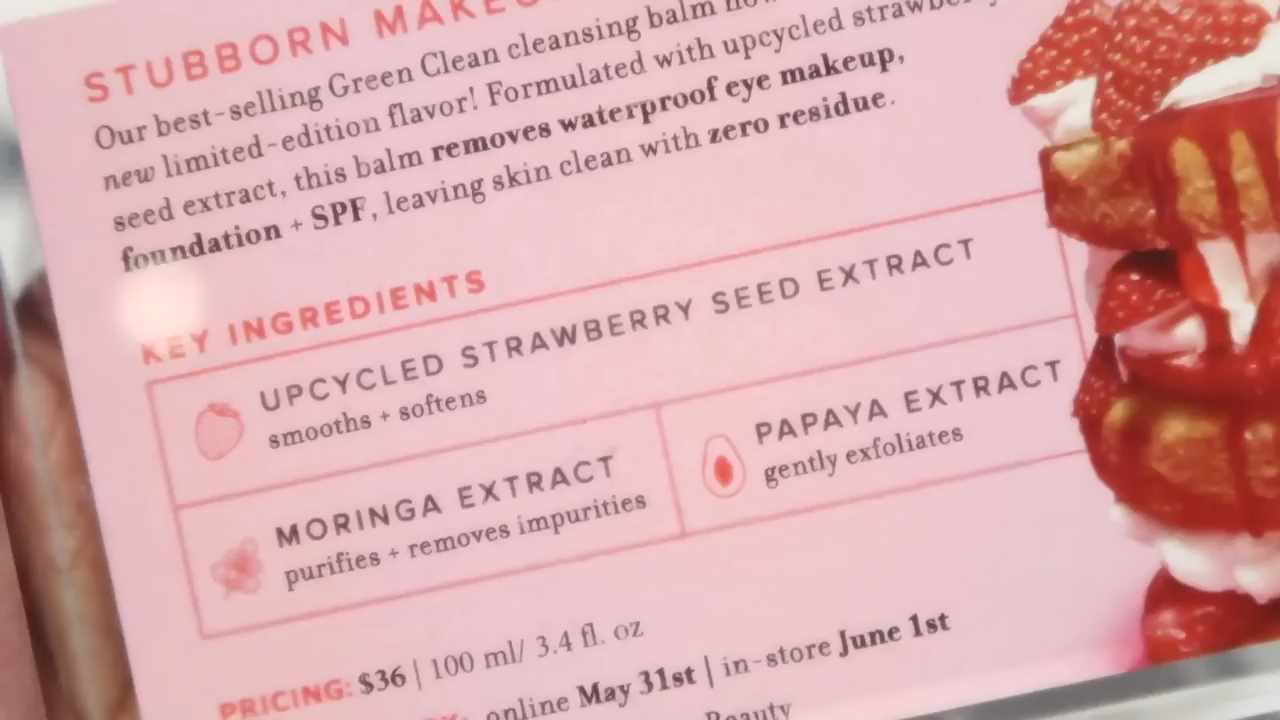 STUBBORN
Our best-selling Green Clean cleansing balm
new limited-edition flavor! Formulated with upcycled strawberry
seed extract, this balm removes waterproof eye makeup,
foundation + SPF, leaving skin clean with zero residue.
KEY INGREDIENTS
UPCYCLED STRAWBERRY SEED EXTRACT
smooths + softens
MORINGA EXTRACT
purifies + removes impurities
PAPAYA EXTRACT
gently exfoliates
PRICING: $36 | 100 ml/ 3.4 fl. oz
online May 31st | in-store June 1st
Beauty